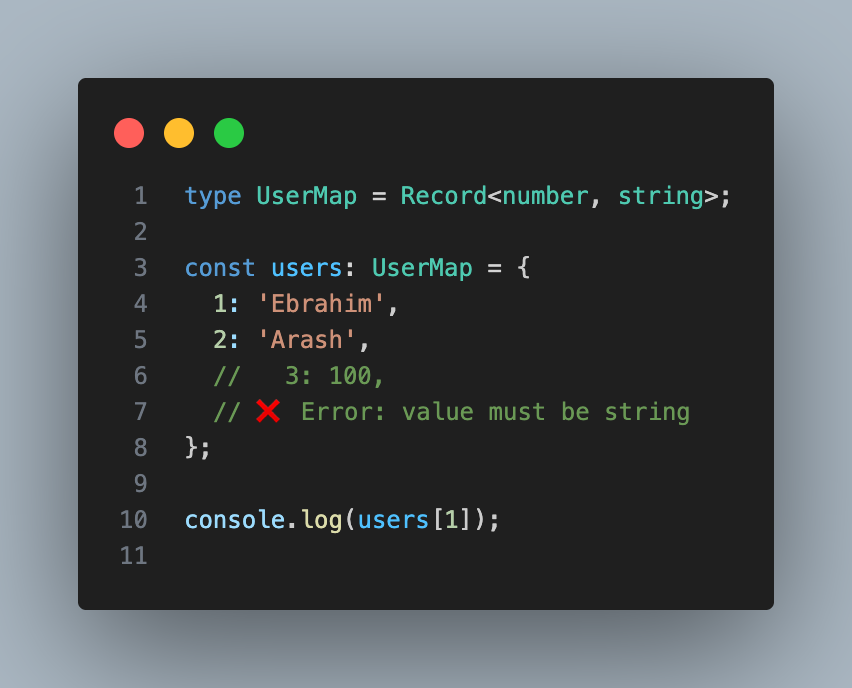 1 type UserMap = Record<number, string>;
2
3 const users: UserMap = {
4   1: 'Ebrahim',
5   2: 'Arash',
6   //   3: 100,
7   // ❌ Error: value must be string
8 };
9
10 console.log(users[1]);
11